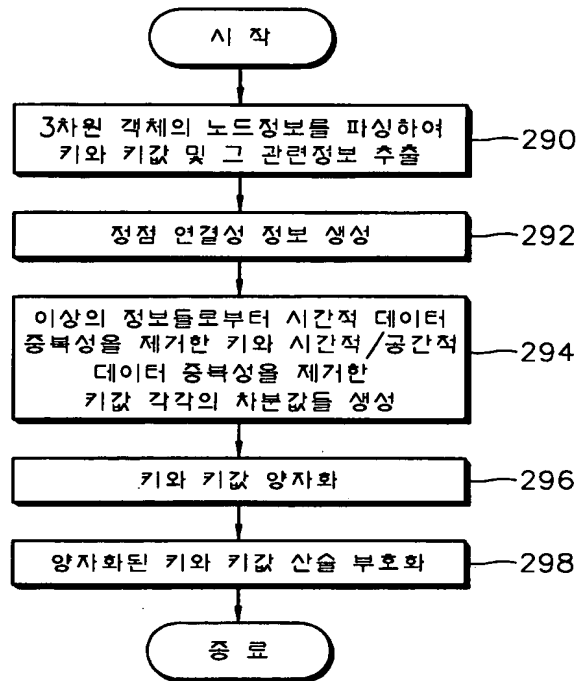 시 작
3차원 객체의 노드정보를 파싱하여
키와 키값 및 그 관련정보 추출
290
정점 연결성 정보 생성
292
이상의 정보들로부터 시간적 데이터
중복성을 제거한 키와 시간적/공간적
데이터 중복성을 제거한
키값 각각의 차분값들 생성
294
키와 키값 양자화
296
양자화된 키와 키값 산술 부호화
298
종 료